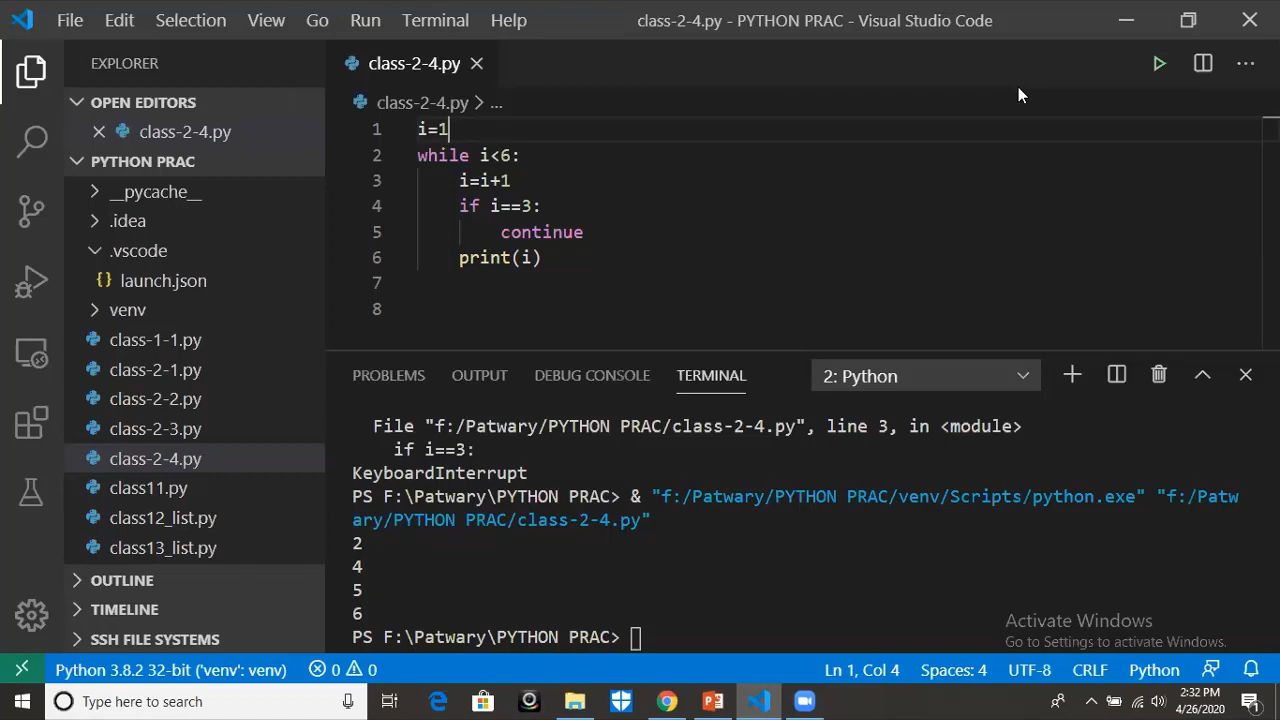 File Edit Selection View Go Run Terminal Help class-2-4.py - PYTHON PRAC - Visual Studio Code
EXPLORER
OPEN EDITORS
class-2-4.py
PYTHON PRAC
__pycache__
.idea
.vscode
{} launch.json
venv
class-1-1.py
class-2-1.py
class-2-2.py
class-2-3.py
class-2-4.py
class11.py
class12_list.py
class13_list.py
OUTLINE
TIMELINE
SSH FILE SYSTEMS
class-2-4.py
class-2-4.py > ...
1 i=1
2 while i<6:
3 i=i+1
4 if i==3:
5 continue
6 print(i)
7
8
PROBLEMS OUTPUT DEBUG CONSOLE TERMINAL 2: Python
File "f:/Patwary/PYTHON PRAC/class-2-4.py", line 3, in <module>
if i==3:
KeyboardInterrupt
PS F:\Patwary\PYTHON PRAC> & "f:/Patwary/PYTHON PRAC/venv/Scripts/python.exe" "f:/Patw
ary/PYTHON PRAC/class-2-4.py"
2
4
5
6
PS F:\Patwary\PYTHON PRAC>
Activate Windows
Go to Settings to activate Windows.
Python 3.8.2 32-bit ('venv': venv) 0 0 Ln 1, Col 4 Spaces: 4 UTF-8 CRLF Python
Type here to search
2:32 PM
4/26/2020
1